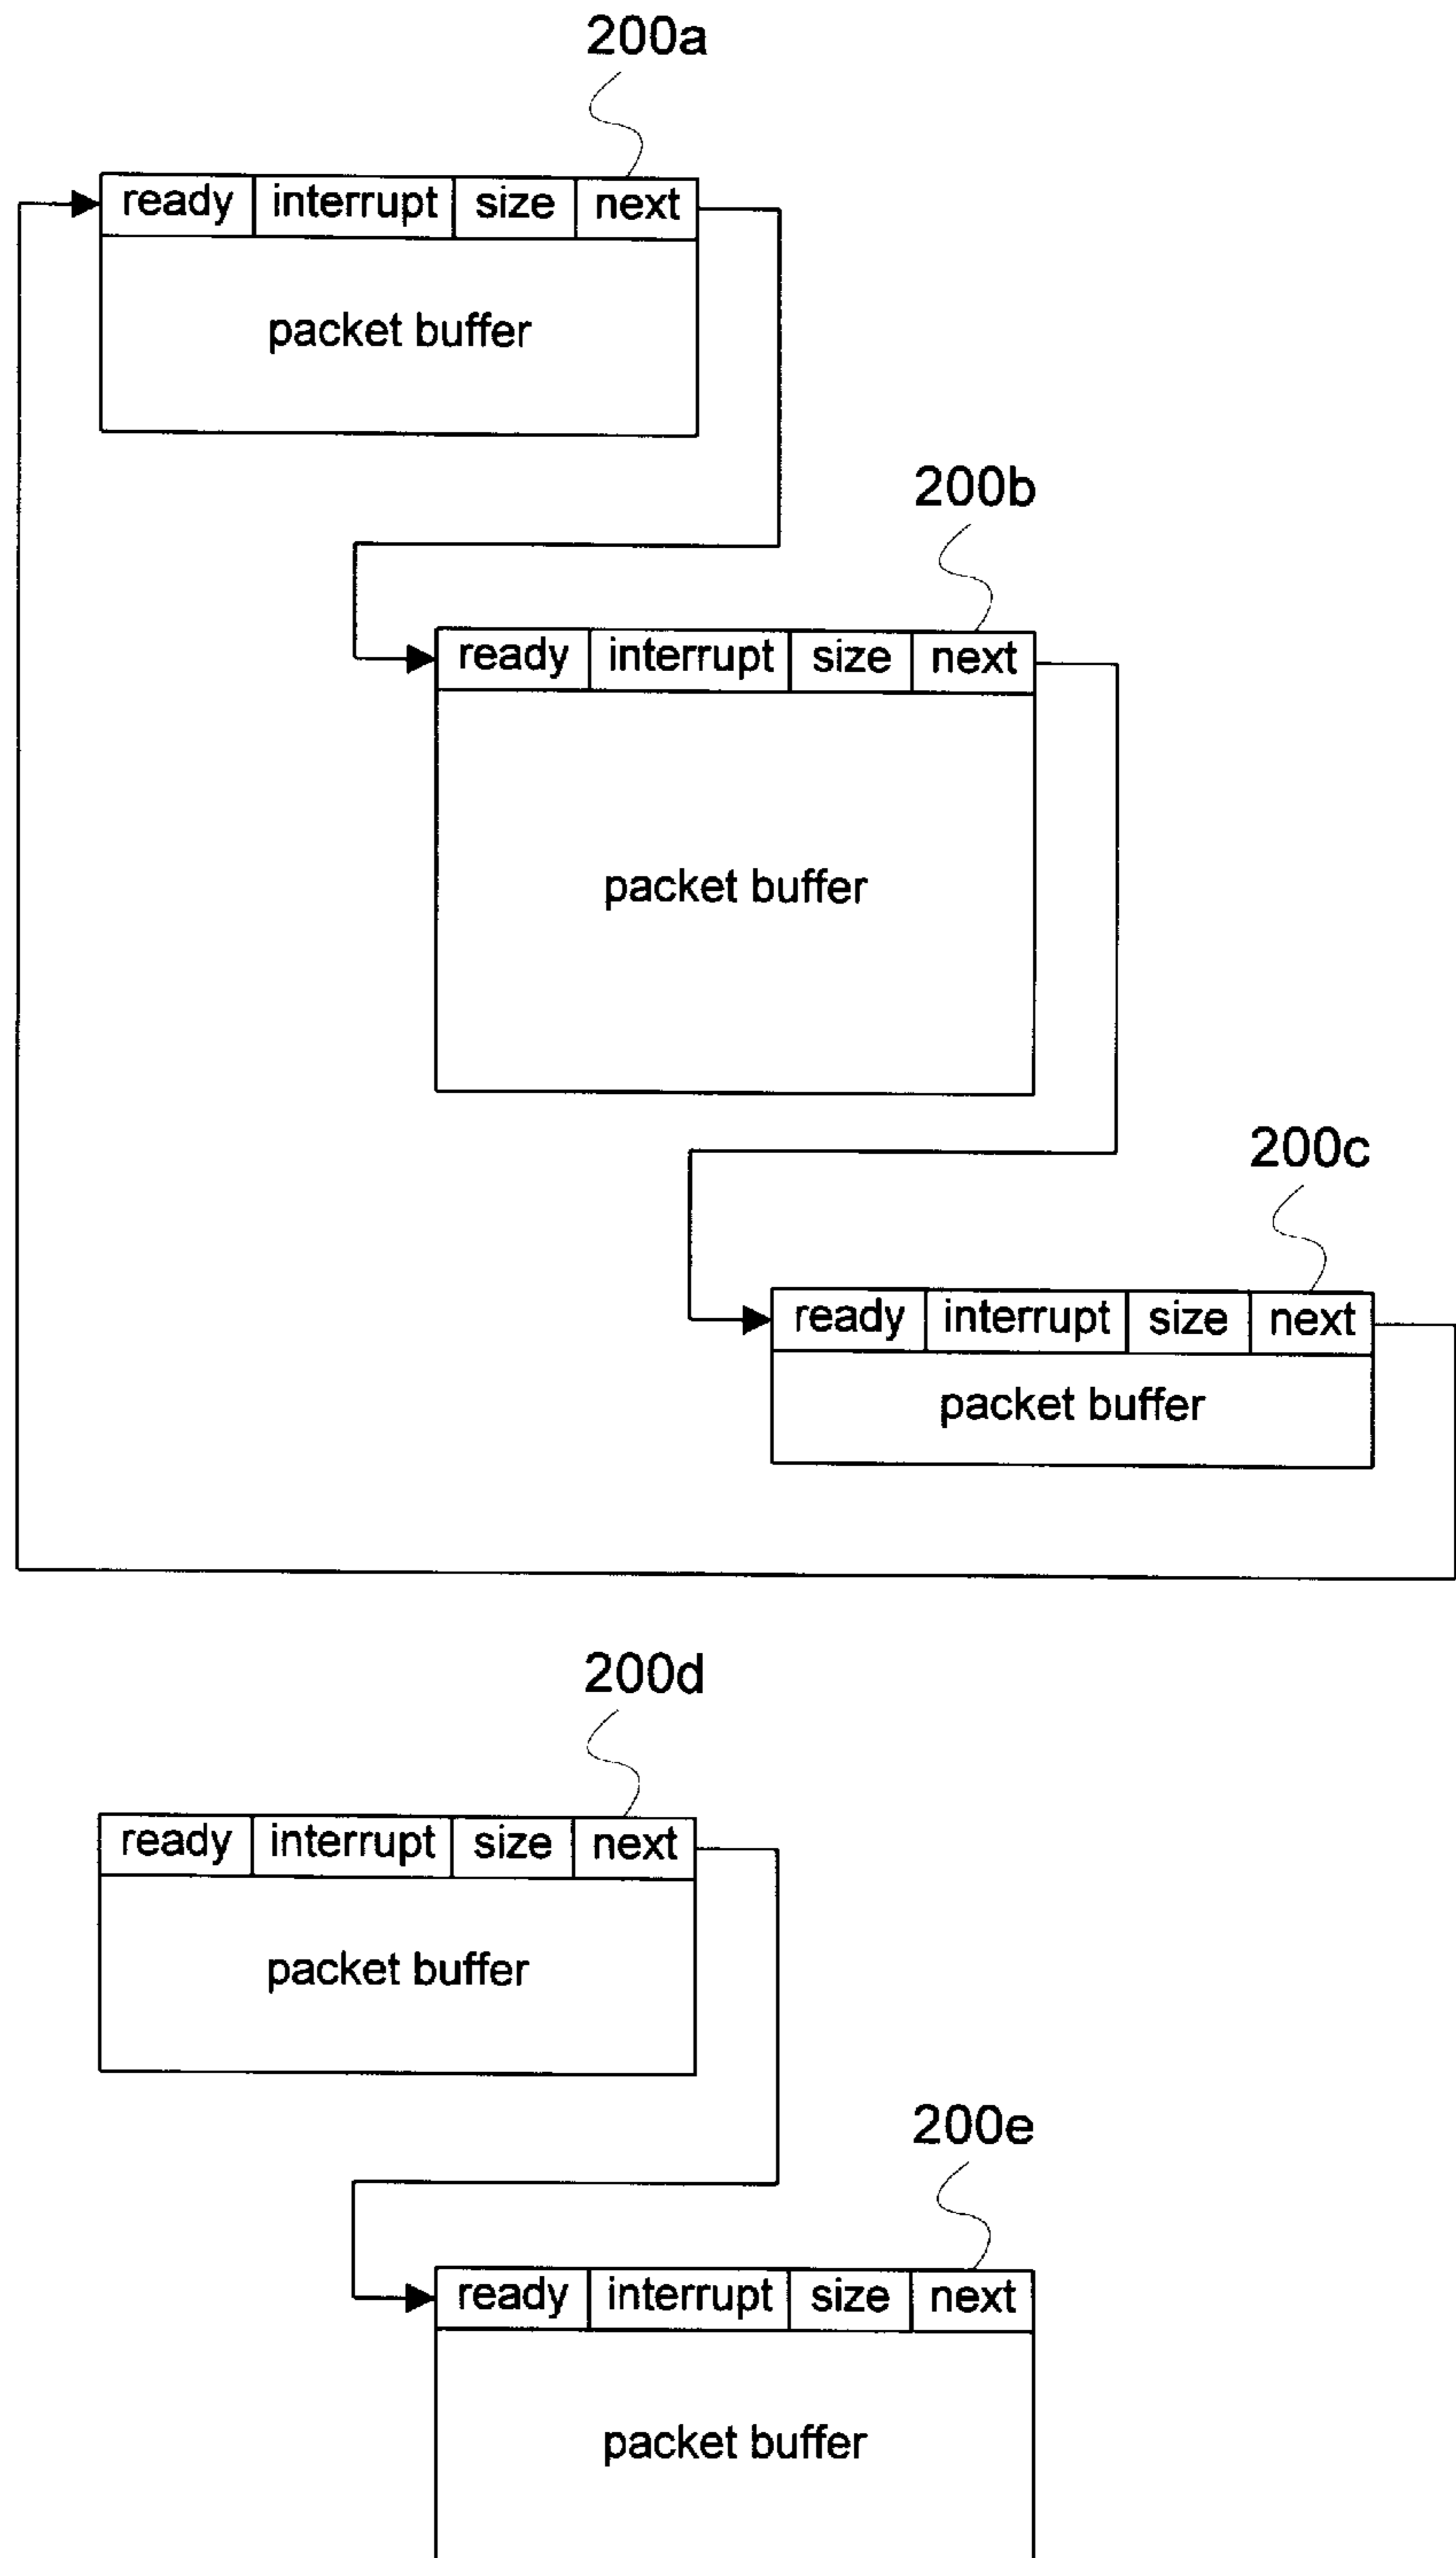 200a
ready interrupt size next
packet buffer
200b
ready interrupt size next
packet buffer
200c
ready interrupt size next
packet buffer
200d
ready interrupt size next
packet buffer
200e
ready interrupt size next
packet buffer